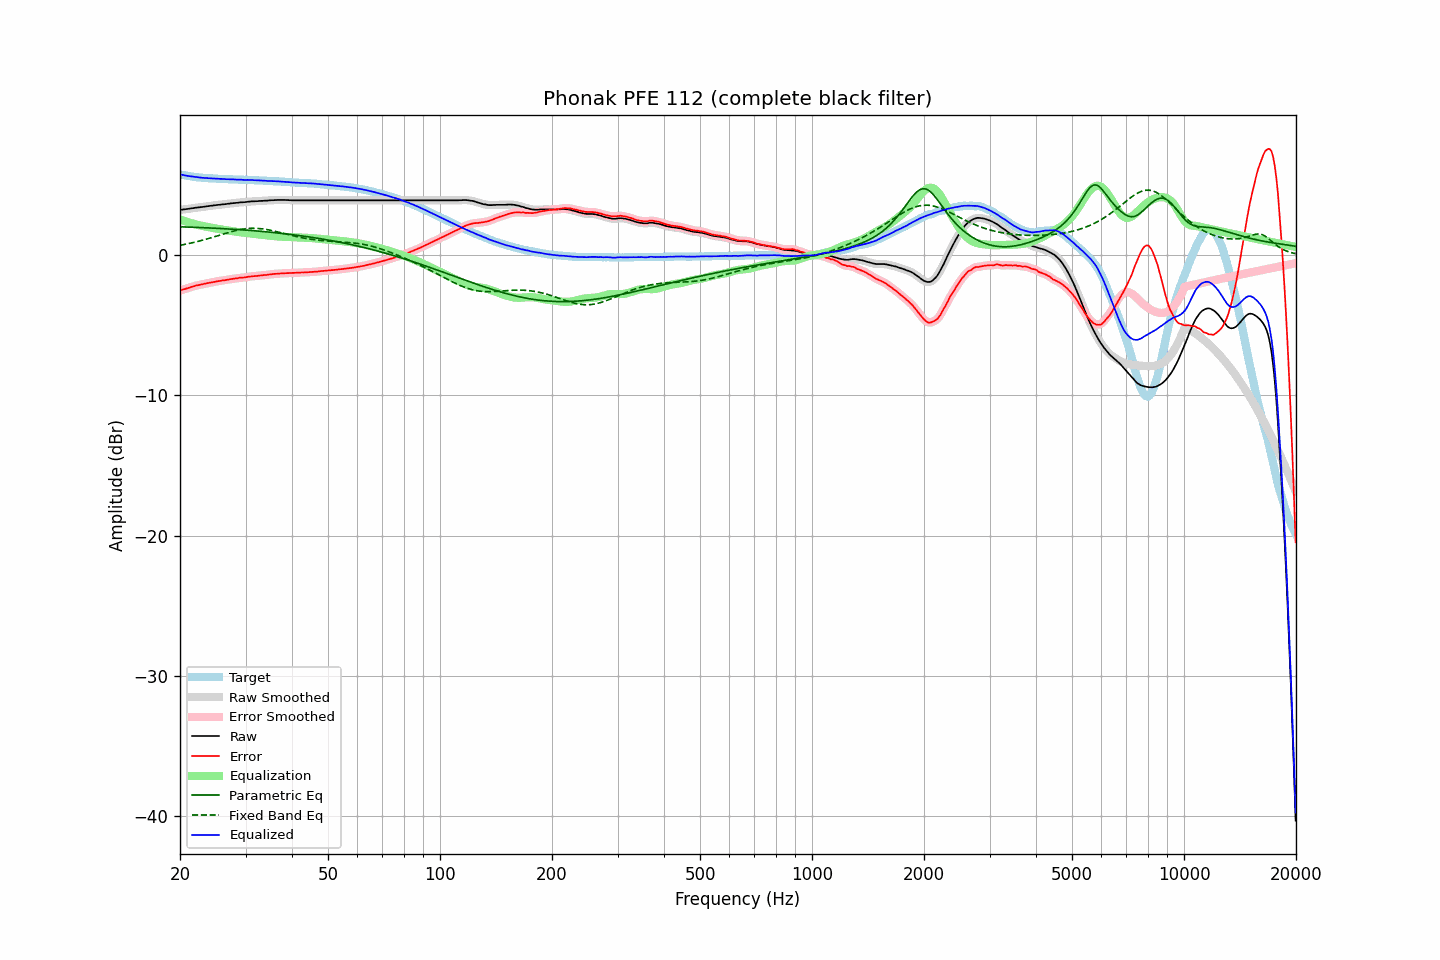 Phonak PFE 112 (complete black filter)
Amplitude (dBr)
0
−10
−20
−30
−40
Target
Raw Smoothed
Error Smoothed
Raw
Error
Equalization
Parametric Eq
Fixed Band Eq
Equalized
20 50 100 200 500 1000 2000 5000 10000 20000
Frequency (Hz)